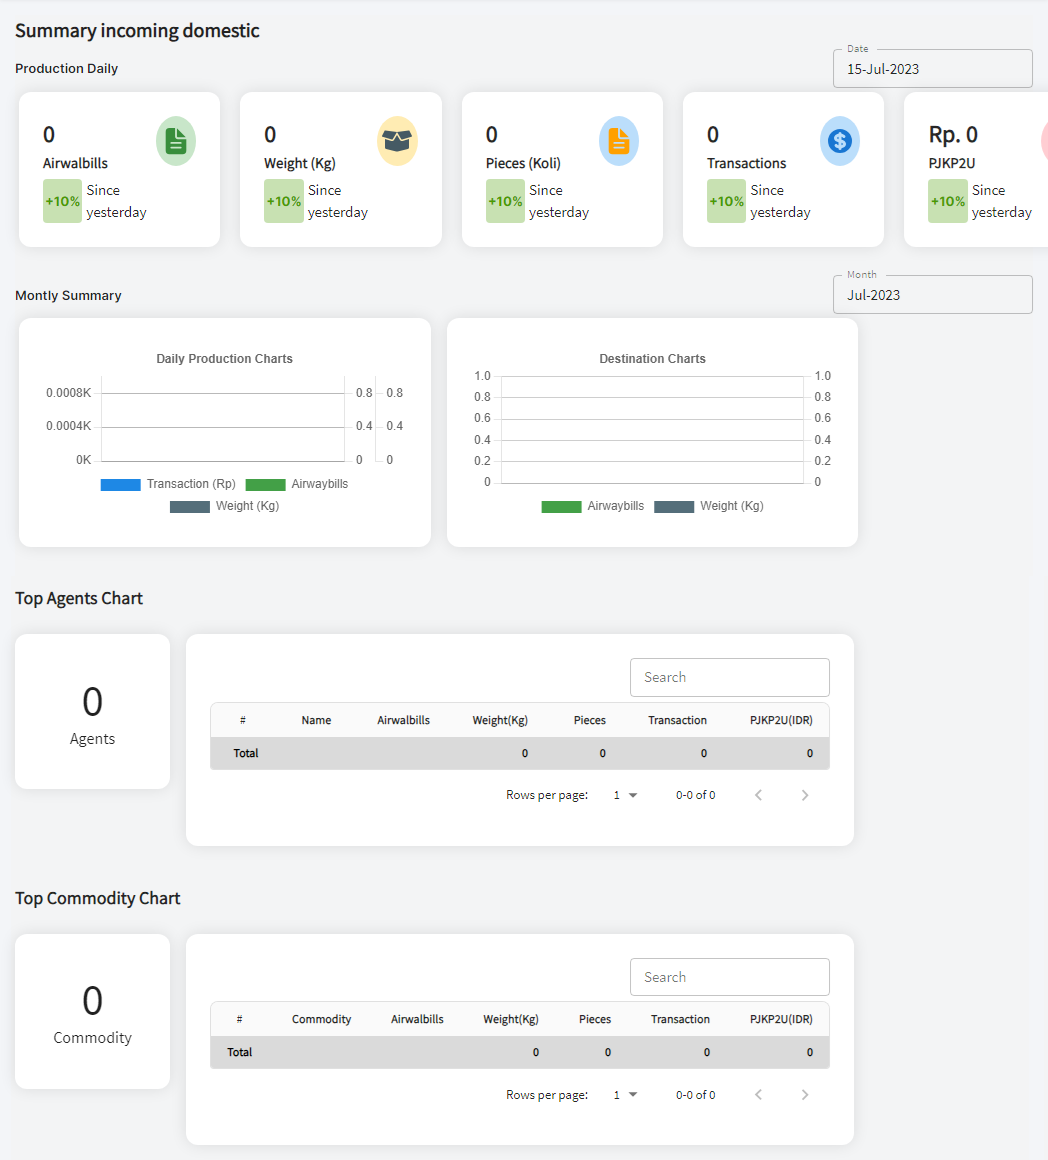 Summary incoming domestic
Production Daily
Date
15-Jul-2023
0
Airwalbills
+10% Since yesterday
0
Weight (Kg)
+10% Since yesterday
0
Pieces (Koli)
+10% Since yesterday
0
Transactions
+10% Since yesterday
Rp. 0
PJKP2U
+10% Since yesterday
Montly Summary
Month
Jul-2023
Daily Production Charts
0.0008K 0.8 0.8
0.0004K 0.4 0.4
0K 0 0
Transaction (Rp) Airwaybills
Weight (Kg)
Destination Charts
1.0 1.0
0.8 0.8
0.6 0.6
0.4 0.4
0.2 0.2
0 0
Airwaybills Weight (Kg)
Top Agents Chart
0
Agents
Search
# Name Airwalbills Weight(Kg) Pieces Transaction PJKP2U(IDR)
Total 0 0 0 0
Rows per page: 1 0-0 of 0
Top Commodity Chart
0
Commodity
Search
# Commodity Airwalbills Weight(Kg) Pieces Transaction PJKP2U(IDR)
Total 0 0 0 0
Rows per page: 1 0-0 of 0